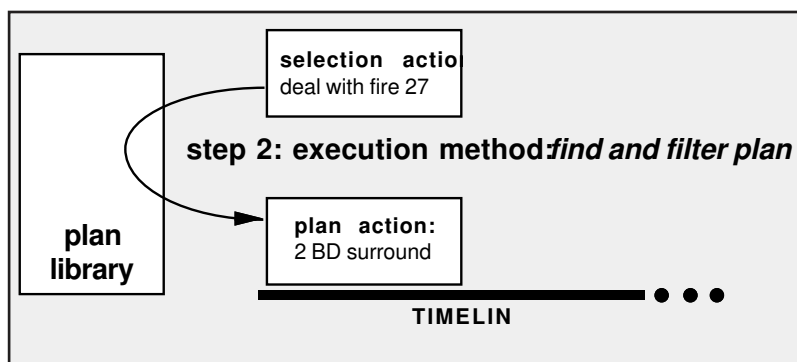 selection actio
deal with fire 27
step 2: execution method:find and filter plan
plan action:
2 BD surround
plan
library
TIMELIN